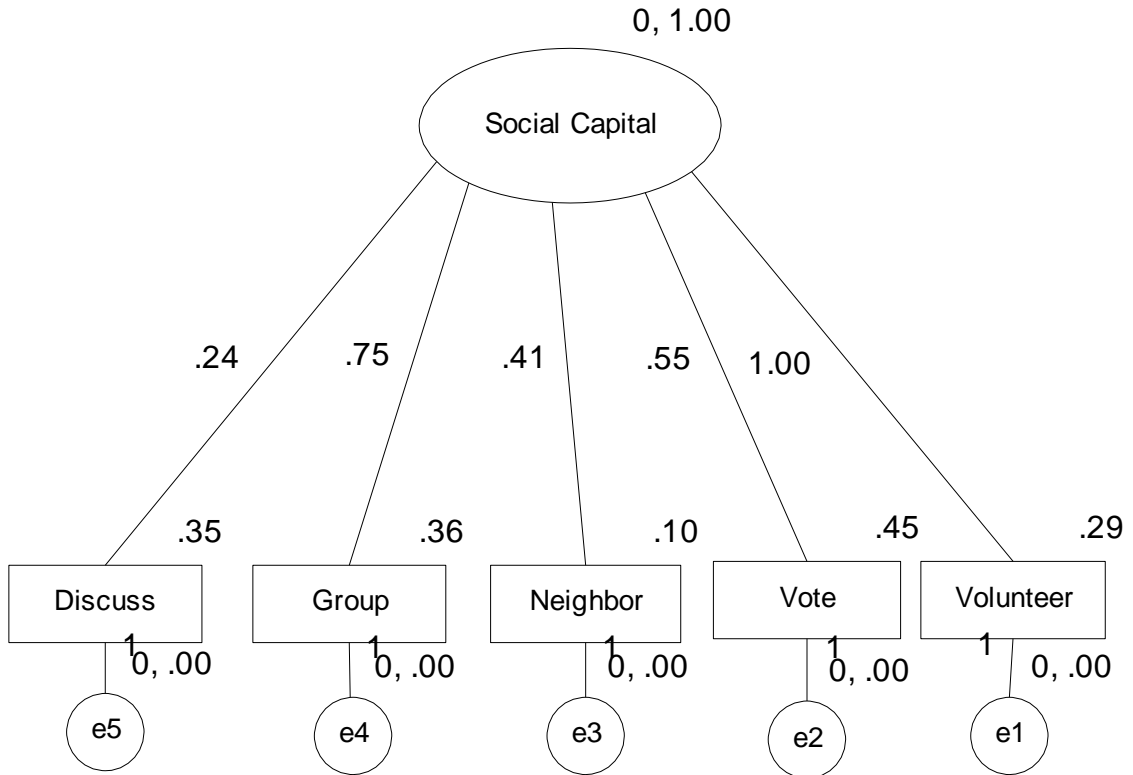 0, 1.00
Social Capital
.24
.75
.41
.55
1.00
.35
.36
.10
.45
.29
Discuss
Group
Neighbor
Vote
Volunteer
1
0, .00
1
0, .00
1
0, .00
1
0, .00
1
0, .00
e5
e4
e3
e2
e1